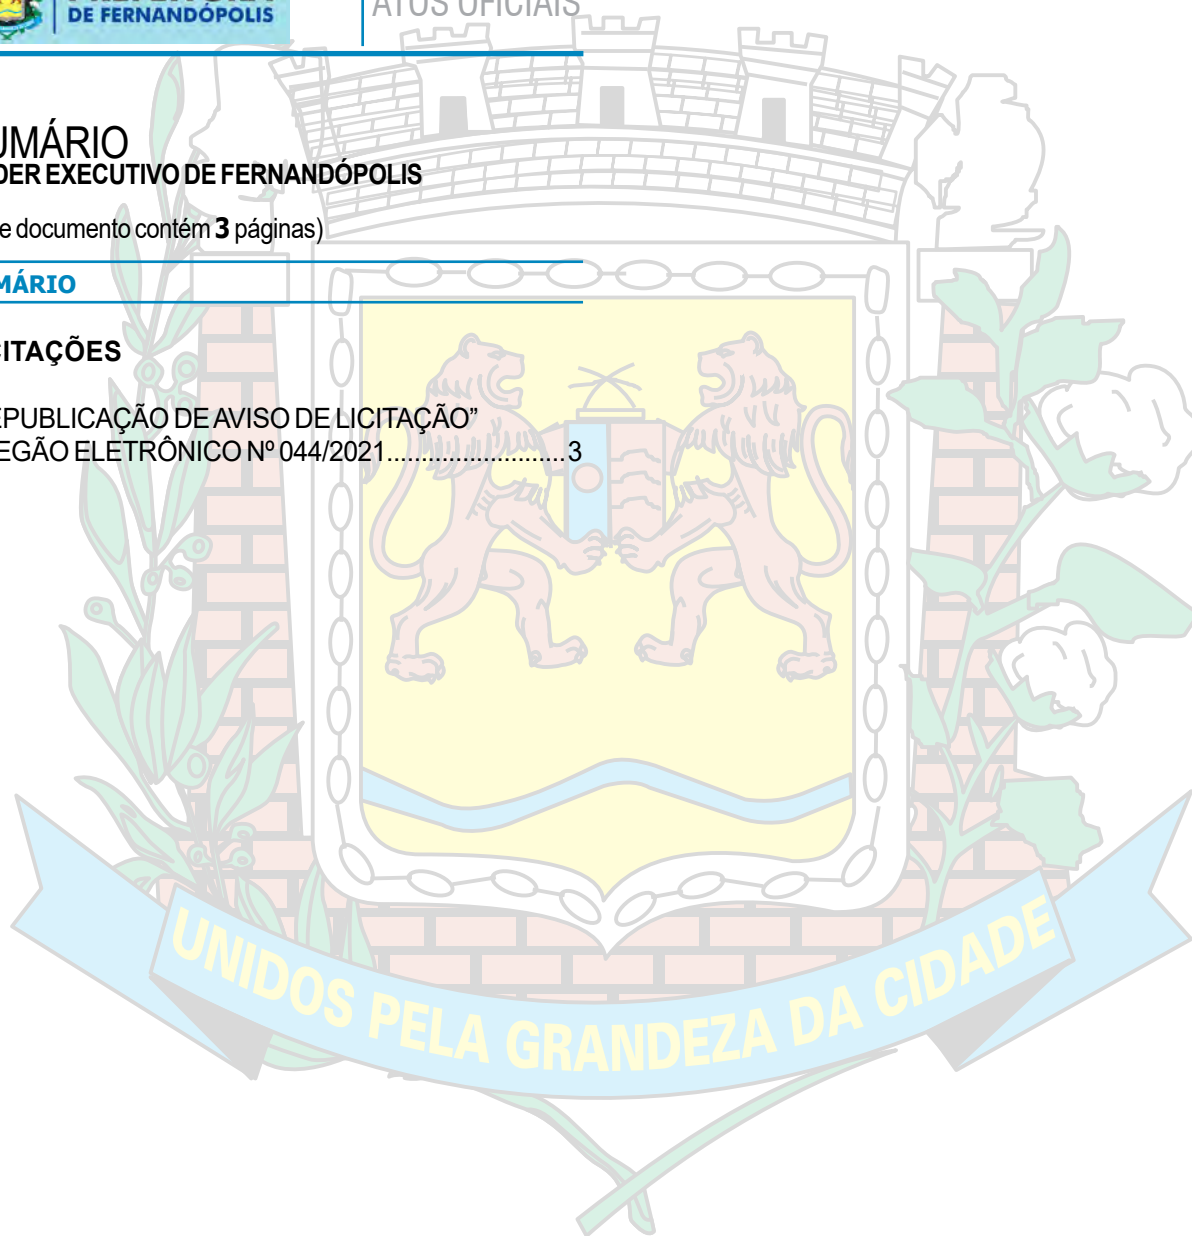 DE FERNANDÓPOLIS
ATOS OFICIAIS
UMÁRIO
DER EXECUTIVO DE FERNANDÓPOLIS
e documento contém 3 páginas)
MÁRIO
CITAÇÕES
EPUBLICAÇÃO DE AVISO DE LICITAÇÃO”
EGÃO ELETRÔNICO Nº 044/2021..........................3
UNIDOS PELA GRANDEZA DA CIDADE